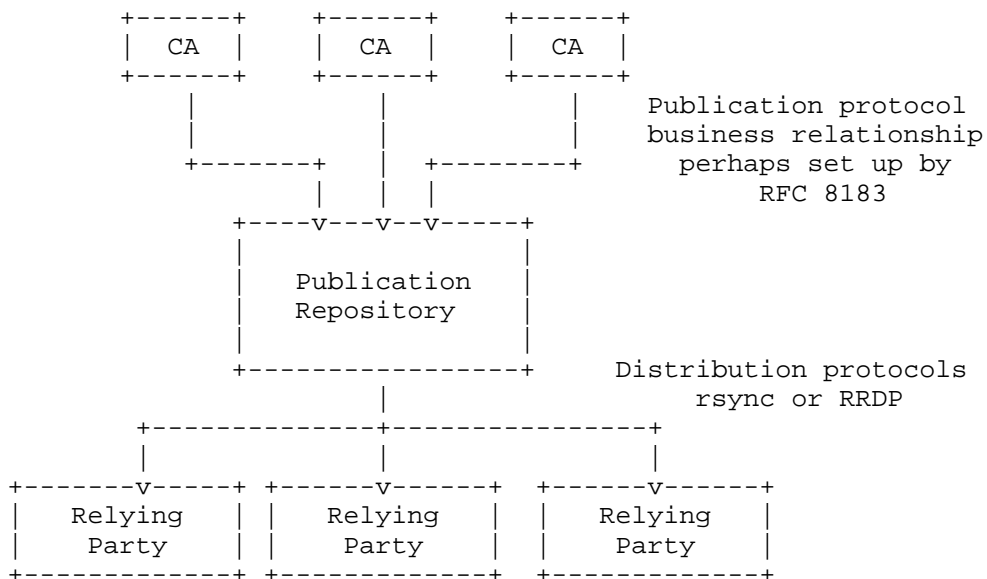 CA CA CA
Publication protocol
business relationship
perhaps set up by
RFC 8183
Publication
Repository
Distribution protocols
rsync or RRDP
Relying Relying Relying
Party Party Party